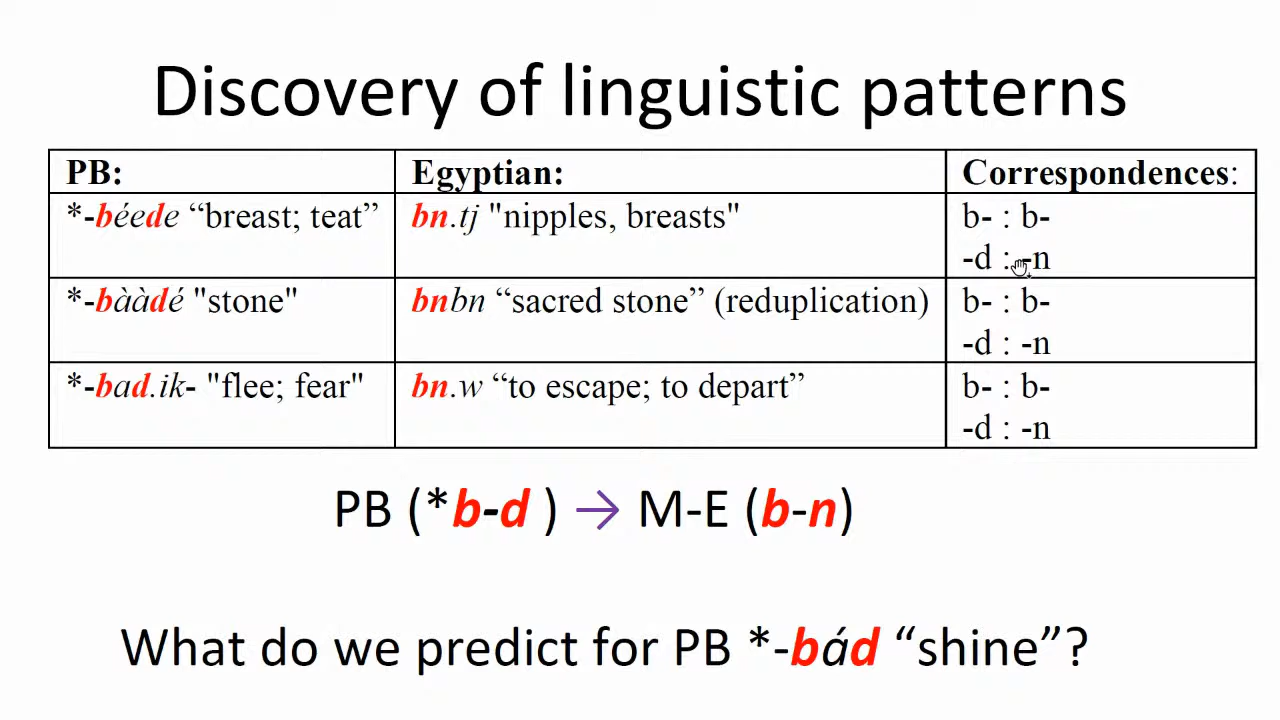 Discovery of linguistic patterns
PB: Egyptian: Correspondences:
*-béede “breast; teat” bn.tj "nipples, breasts" b- : b-
-d : -n
*-bààdé "stone" bnbn “sacred stone” (reduplication) b- : b-
-d : -n
*-bad.ik- "flee; fear" bn.w “to escape; to depart” b- : b-
-d : -n
PB (*b-d ) → M-E (b-n)
What do we predict for PB *-bád “shine”?